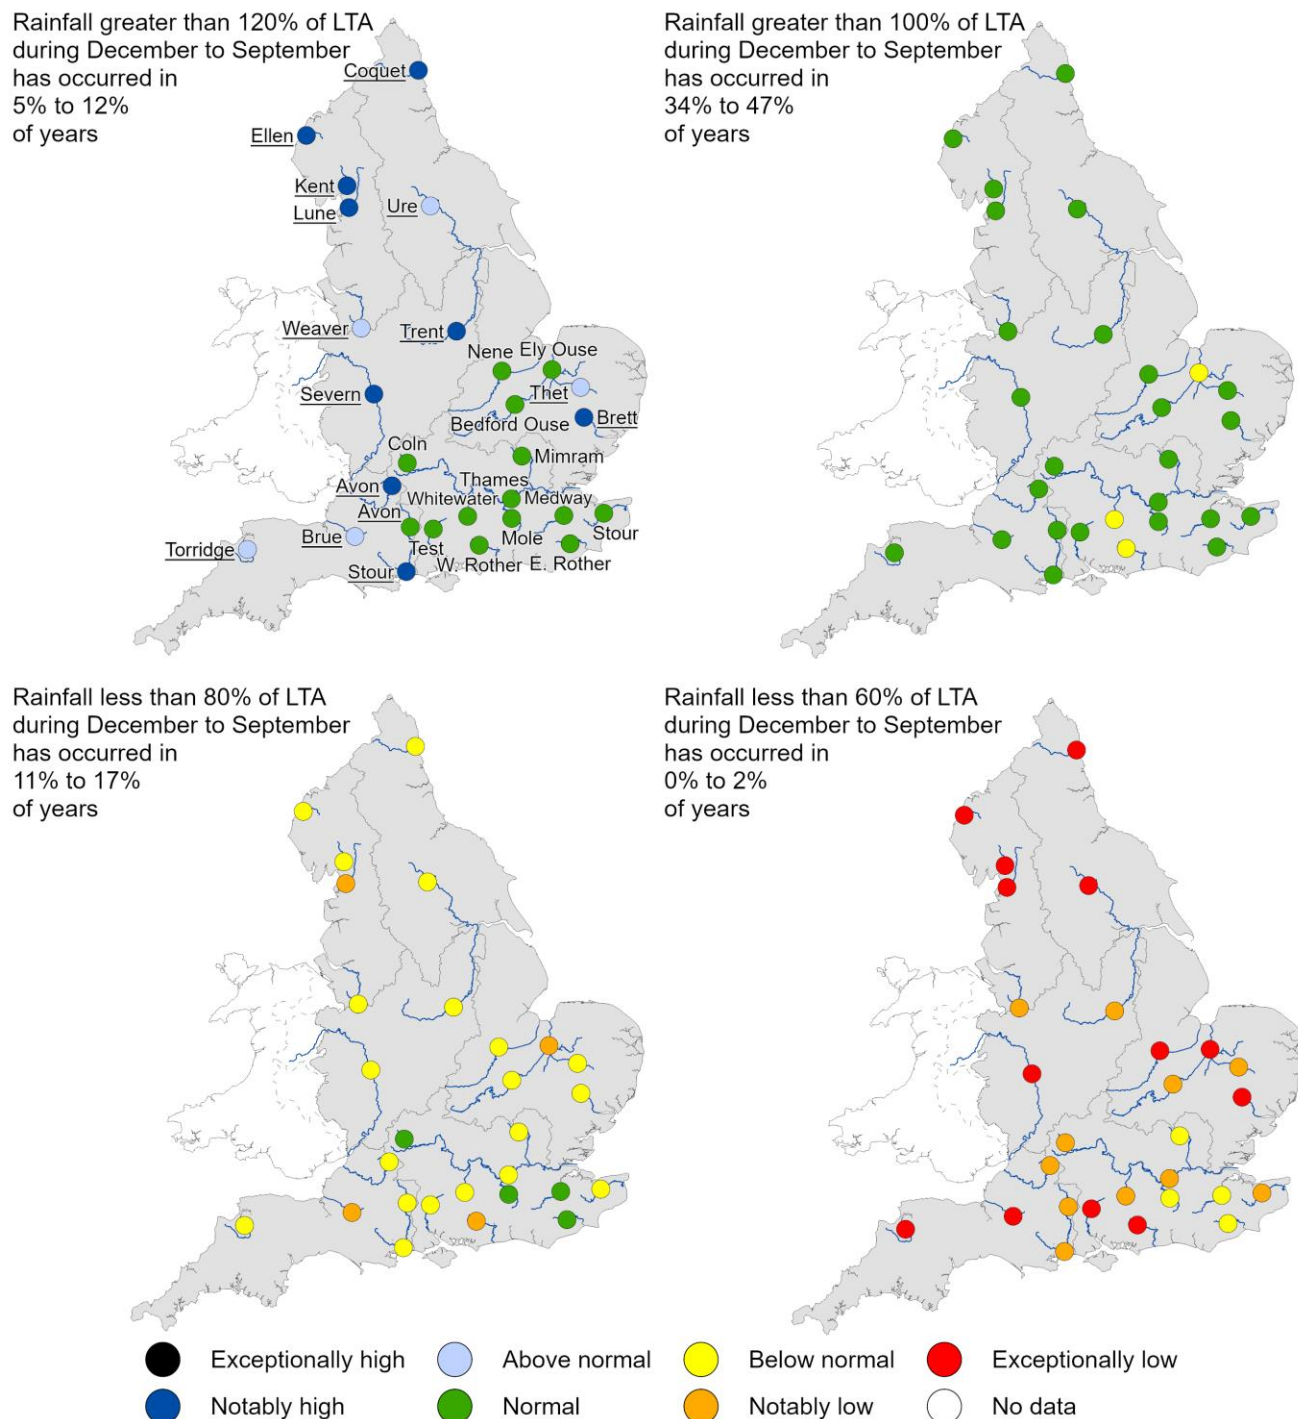 Rainfall greater than 120% of LTA
during December to September
has occurred in
5% to 12%
of years
Coquet
Ellen
Kent
Lune
Ure
Weaver
Trent
Nene
Ely Ouse
Severn
Thet
Bedford Ouse
Brett
Coln
Mimram
Avon
Thames
Whitewater
Medway
Avon
Torridge
Brue
Test
Mole
Stour
Stour
W. Rother
E. Rother
Rainfall greater than 100% of LTA
during December to September
has occurred in
34% to 47%
of years
Rainfall less than 80% of LTA
during December to September
has occurred in
11% to 17%
of years
Rainfall less than 60% of LTA
during December to September
has occurred in
0% to 2%
of years
Exceptionally high
Above normal
Below normal
Exceptionally low
Notably high
Normal
Notably low
No data